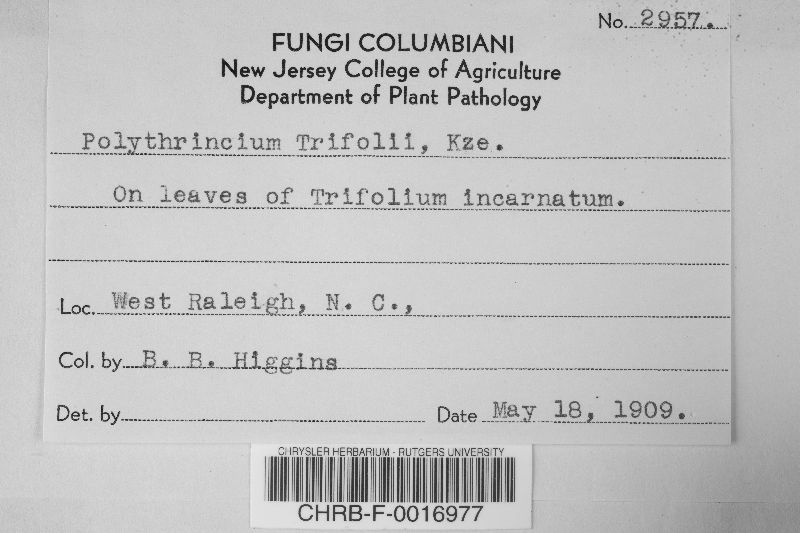 No. 2957.
FUNGI COLUMBIANI
New Jersey College of Agriculture
Department of Plant Pathology
Polythrincium Trifolii, Kze.
On leaves of Trifolium incarnatum.
Loc. West Raleigh, N. C.,
Col. by B. B. Higgins
Det. by
Date May 18, 1909.
CHRYSLER HERBARIUM - RUTGERS UNIVERSITY
CHRB-F-0016977